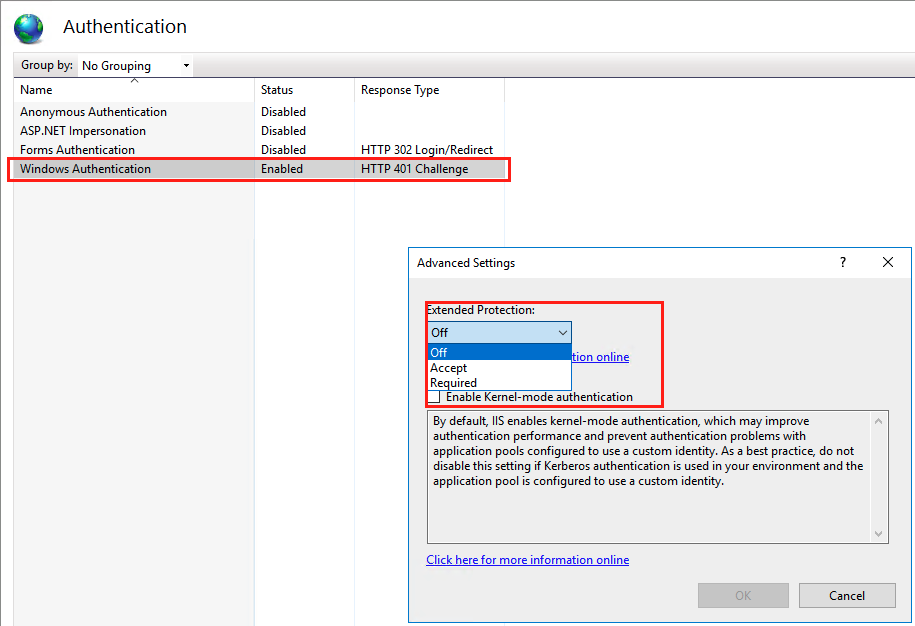 Authentication
Group by: No Grouping
Name Status Response Type
Anonymous Authentication Disabled
ASP.NET Impersonation Disabled
Forms Authentication Disabled HTTP 302 Login/Redirect
Windows Authentication Enabled HTTP 401 Challenge
Advanced Settings ? ×
Extended Protection:
Off
Off
online
Accept
Required
Enable Kernel-mode authentication
By default, IIS enables kernel-mode authentication, which may improve
authentication performance and prevent authentication problems with
application pools configured to use a custom identity. As a best practice, do not
disable this setting if Kerberos authentication is used in your environment and the
application pool is configured to use a custom identity.
Click here for more information online
OK Cancel